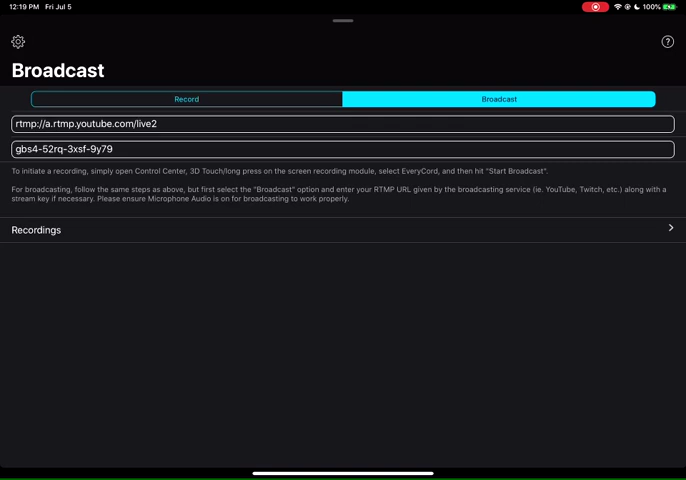 12:19 PM Fri Jul 5
100%
?
Broadcast
Record
Broadcast
rtmp://a.rtmp.youtube.com/live2
gbs4-52rq-3xsf-9y79
To initiate a recording, simply open Control Center, 3D Touch/long press on the screen recording module, select EveryCord, and then hit "Start Broadcast".
For broadcasting, follow the same steps as above, but first select the "Broadcast" option and enter your RTMP URL given by the broadcasting service (ie. YouTube, Twitch, etc.) along with a
stream key if necessary. Please ensure Microphone Audio is on for broadcasting to work properly.
Recordings